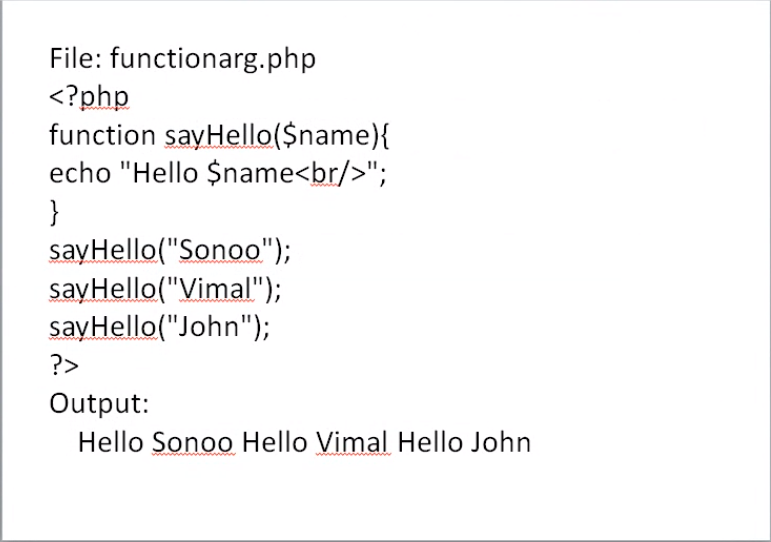 File: functionarg.php
<?php
function sayHello($name){
echo "Hello $name<br/>";
}
sayHello("Sonoo");
sayHello("Vimal");
sayHello("John");
?>
Output:
Hello Sonoo Hello Vimal Hello John